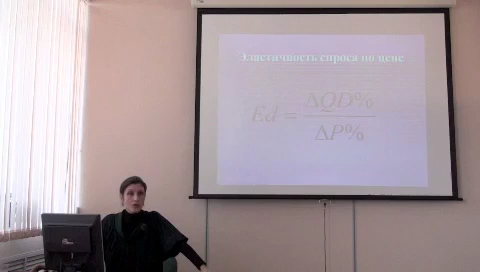 Эластичность спроса по цене
Ed = ΔQD% / ΔP%